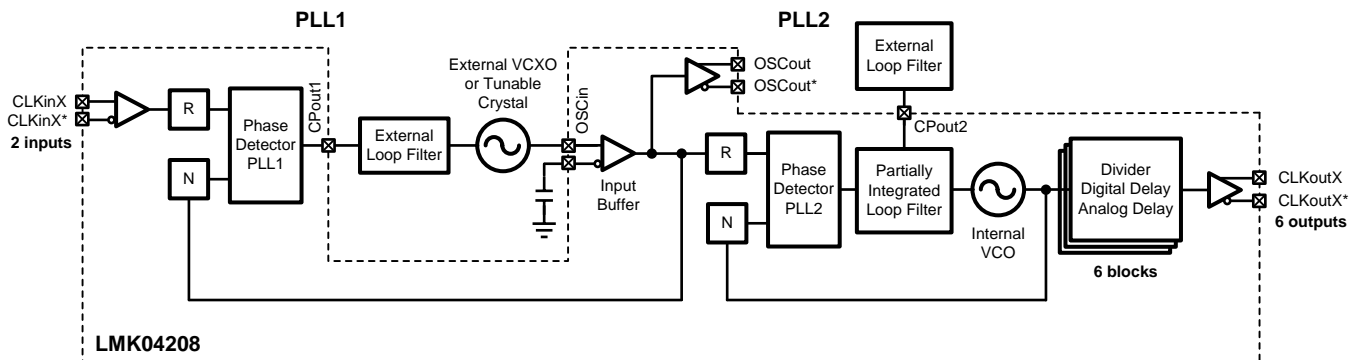 PLL1
PLL2
External VCXO
or Tunable
Crystal
External
Loop Filter
OSCout
OSCout*
CLKinX
CLKinX*
2 inputs
R
N
Phase
Detector
PLL1
CPout1
External
Loop Filter
OSCin
Input
Buffer
R
N
Phase
Detector
PLL2
CPout2
Partially
Integrated
Loop Filter
Internal
VCO
Divider
Digital Delay
Analog Delay
6 blocks
CLKoutX
CLKoutX*
6 outputs
LMK04208